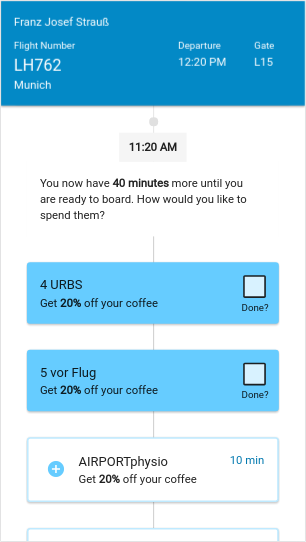 Franz Josef Strauß
Flight Number
Departure
Gate
LH762
12:20 PM
L15
Munich
11:20 AM
You now have 40 minutes more until you
are ready to board. How would you like to
spend them?
4 URBS
Get 20% off your coffee
Done?
5 vor Flug
Get 20% off your coffee
Done?
AIRPORTphysio
10 min
Get 20% off your coffee